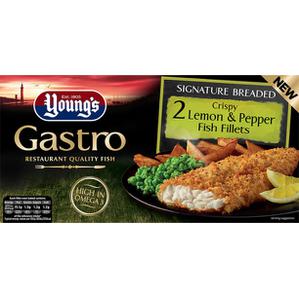 EST. 1805
Young's
Gastro
RESTAURANT QUALITY FISH
HIGH IN
OMEGA 3
SIGNATURE BREADED
NEW
Crispy
2 Lemon & Pepper
Fish Fillets